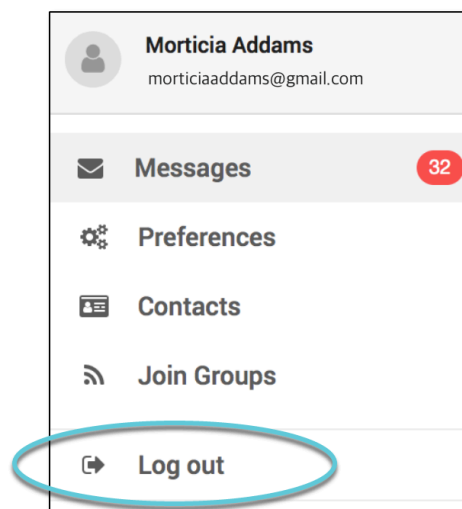 Morticia Addams
morticiaaddams@gmail.com
Messages 32
Preferences
Contacts
Join Groups
Log out